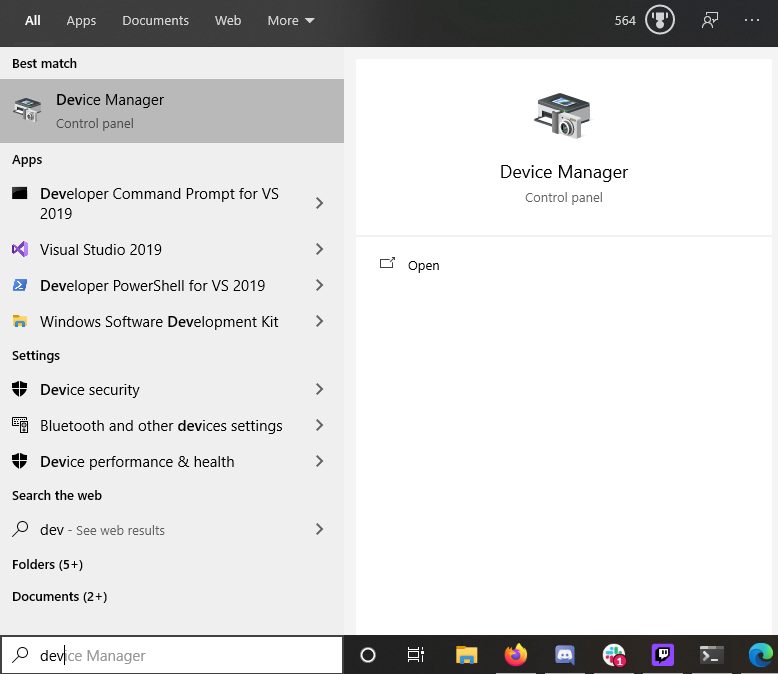 All Apps Documents Web More 564 ...
Best match
Device Manager
Control panel
Apps
Developer Command Prompt for VS
2019
Visual Studio 2019
Developer PowerShell for VS 2019
Windows Software Development Kit
Settings
Device security
Bluetooth and other devices settings
Device performance & health
Search the web
dev - See web results
Folders (5+)
Documents (2+)
Device Manager
Control panel
Open
device Manager
1